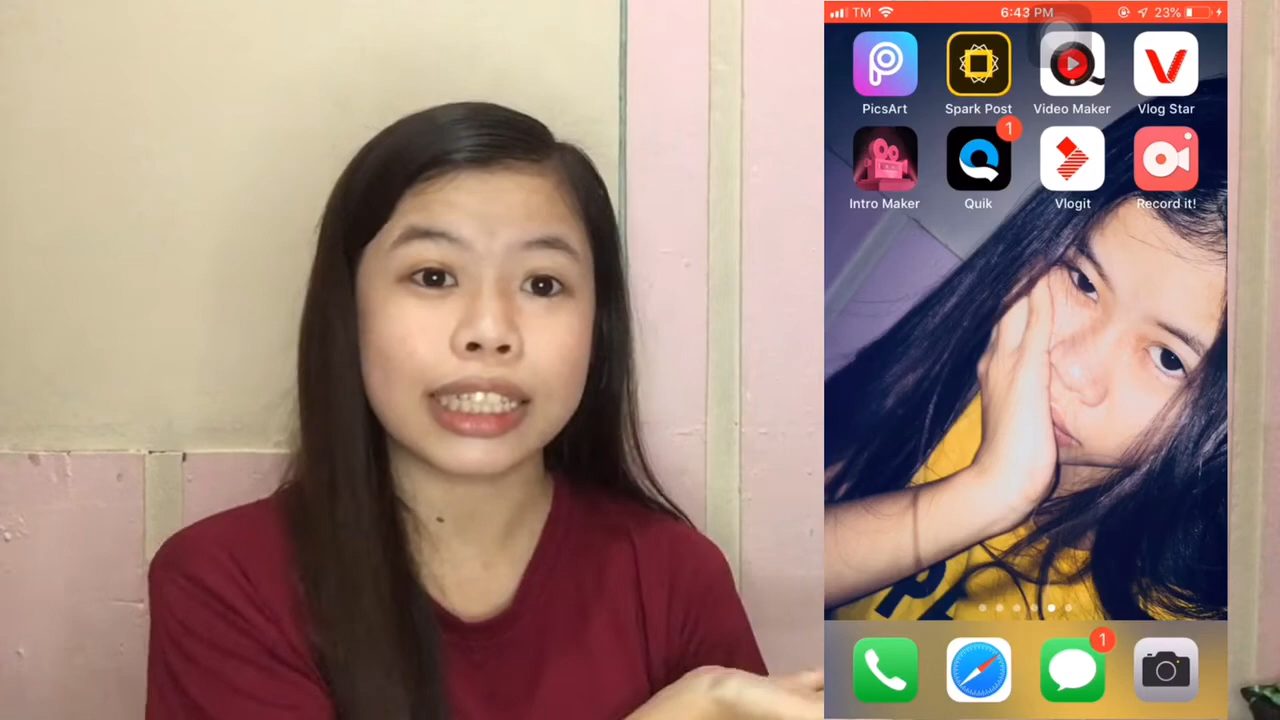 TM 6:43 PM 23%
PicsArt Spark Post Video Maker Vlog Star
1
Intro Maker Quik Vlogit Record it!
1